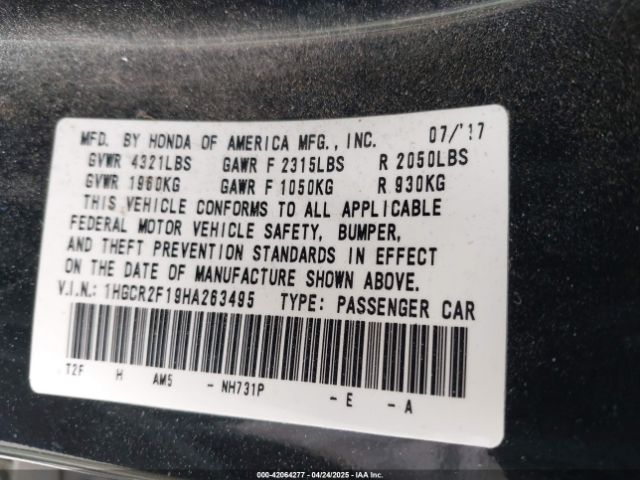 MFD. BY HONDA OF AMERICA MFG., INC. 07/'17
GVWR 4321LBS GAWR F 2315LBS R 2050LBS
GVWR 1960KG GAWR F 1050KG R 930KG
THIS VEHICLE CONFORMS TO ALL APPLICABLE
FEDERAL MOTOR VEHICLE SAFETY, BUMPER,
AND THEFT PREVENTION STANDARDS IN EFFECT
ON THE DATE OF MANUFACTURE SHOWN ABOVE.
V.I.N.: 1HGCR2F19HA263495 TYPE: PASSENGER CAR
T2F H AM5 - NH731P - E - A
000-42064277 - 04/24/2025 - IAA Inc.